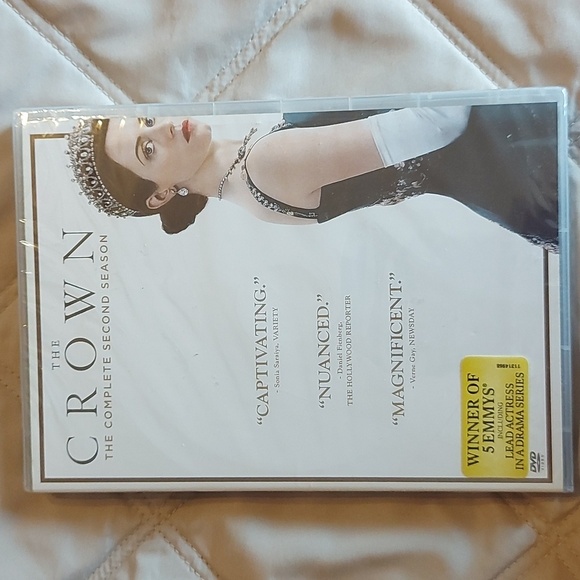 THE
CROWN
THE COMPLETE SECOND SEASON
“CAPTIVATING.”
- Sonia Saraiya, VARIETY
“NUANCED.”
- Daniel Fienberg,
THE HOLLYWOOD REPORTER
“MAGNIFICENT.”
- Verne Gay, NEWSDAY
WINNER OF
5 EMMYS®
INCLUDING
LEAD ACTRESS
IN A DRAMA SERIES
DVD
VIDEO